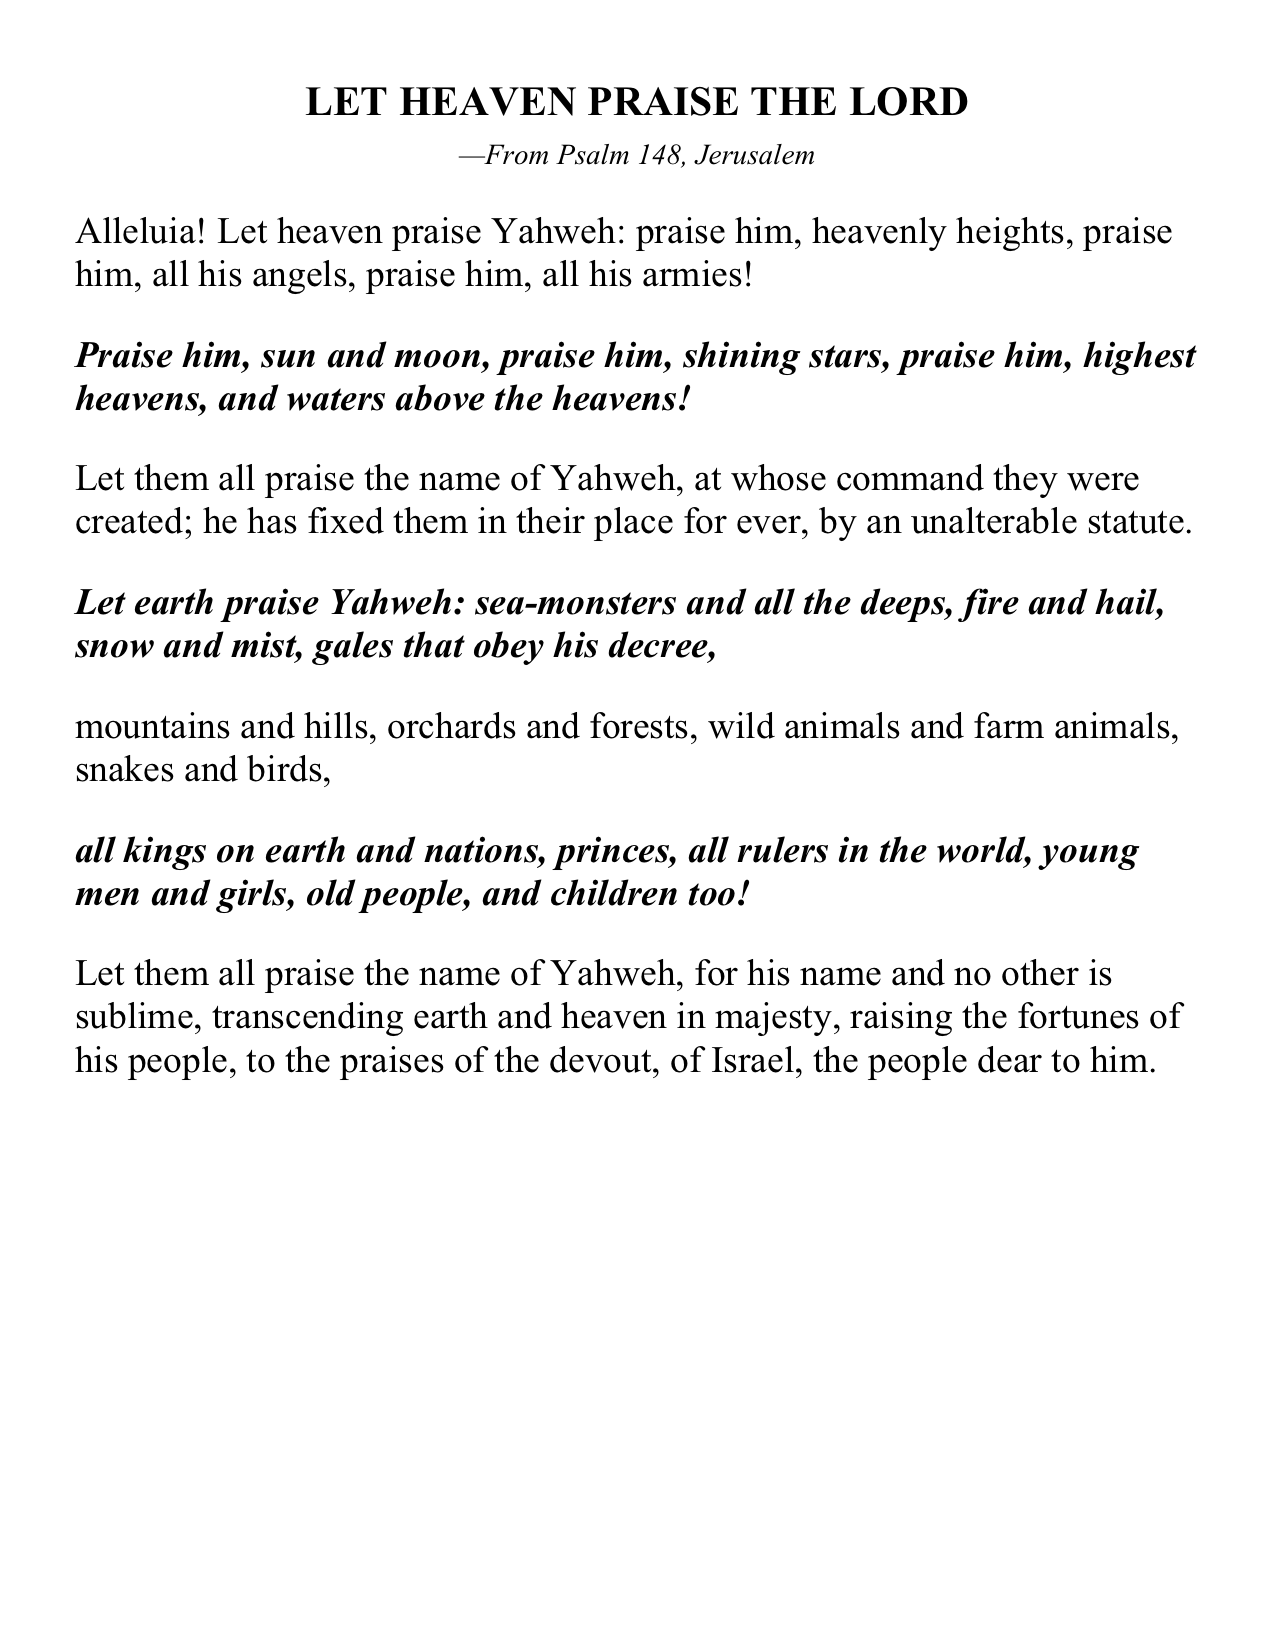 LET HEAVEN PRAISE THE LORD
—From Psalm 148, Jerusalem
Alleluia! Let heaven praise Yahweh: praise him, heavenly heights, praise
him, all his angels, praise him, all his armies!
Praise him, sun and moon, praise him, shining stars, praise him, highest
heavens, and waters above the heavens!
Let them all praise the name of Yahweh, at whose command they were
created; he has fixed them in their place for ever, by an unalterable statute.
Let earth praise Yahweh: sea-monsters and all the deeps, fire and hail,
snow and mist, gales that obey his decree,
mountains and hills, orchards and forests, wild animals and farm animals,
snakes and birds,
all kings on earth and nations, princes, all rulers in the world, young
men and girls, old people, and children too!
Let them all praise the name of Yahweh, for his name and no other is
sublime, transcending earth and heaven in majesty, raising the fortunes of
his people, to the praises of the devout, of Israel, the people dear to him.